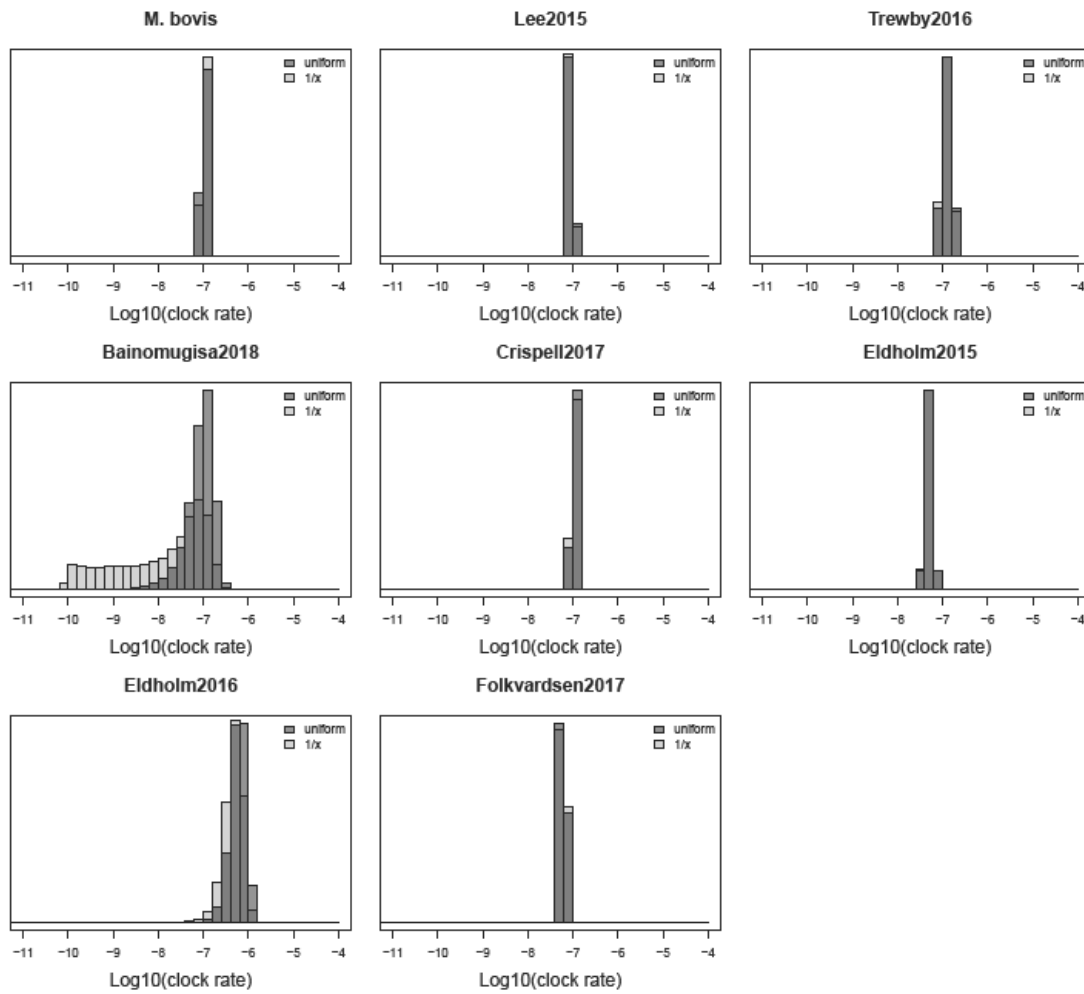 M. bovis
uniform
1/x
−11 −10 −9 −8 −7 −6 −5 −4
Log10(clock rate)
Lee2015
uniform
1/x
−11 −10 −9 −8 −7 −6 −5 −4
Log10(clock rate)
Trewby2016
uniform
1/x
−11 −10 −9 −8 −7 −6 −5 −4
Log10(clock rate)
Bainomugisa2018
uniform
1/x
−11 −10 −9 −8 −7 −6 −5 −4
Log10(clock rate)
Crispell2017
uniform
1/x
−11 −10 −9 −8 −7 −6 −5 −4
Log10(clock rate)
Eldholm2015
uniform
1/x
−11 −10 −9 −8 −7 −6 −5 −4
Log10(clock rate)
Eldholm2016
uniform
1/x
−11 −10 −9 −8 −7 −6 −5 −4
Log10(clock rate)
Folkvardsen2017
uniform
1/x
−11 −10 −9 −8 −7 −6 −5 −4
Log10(clock rate)